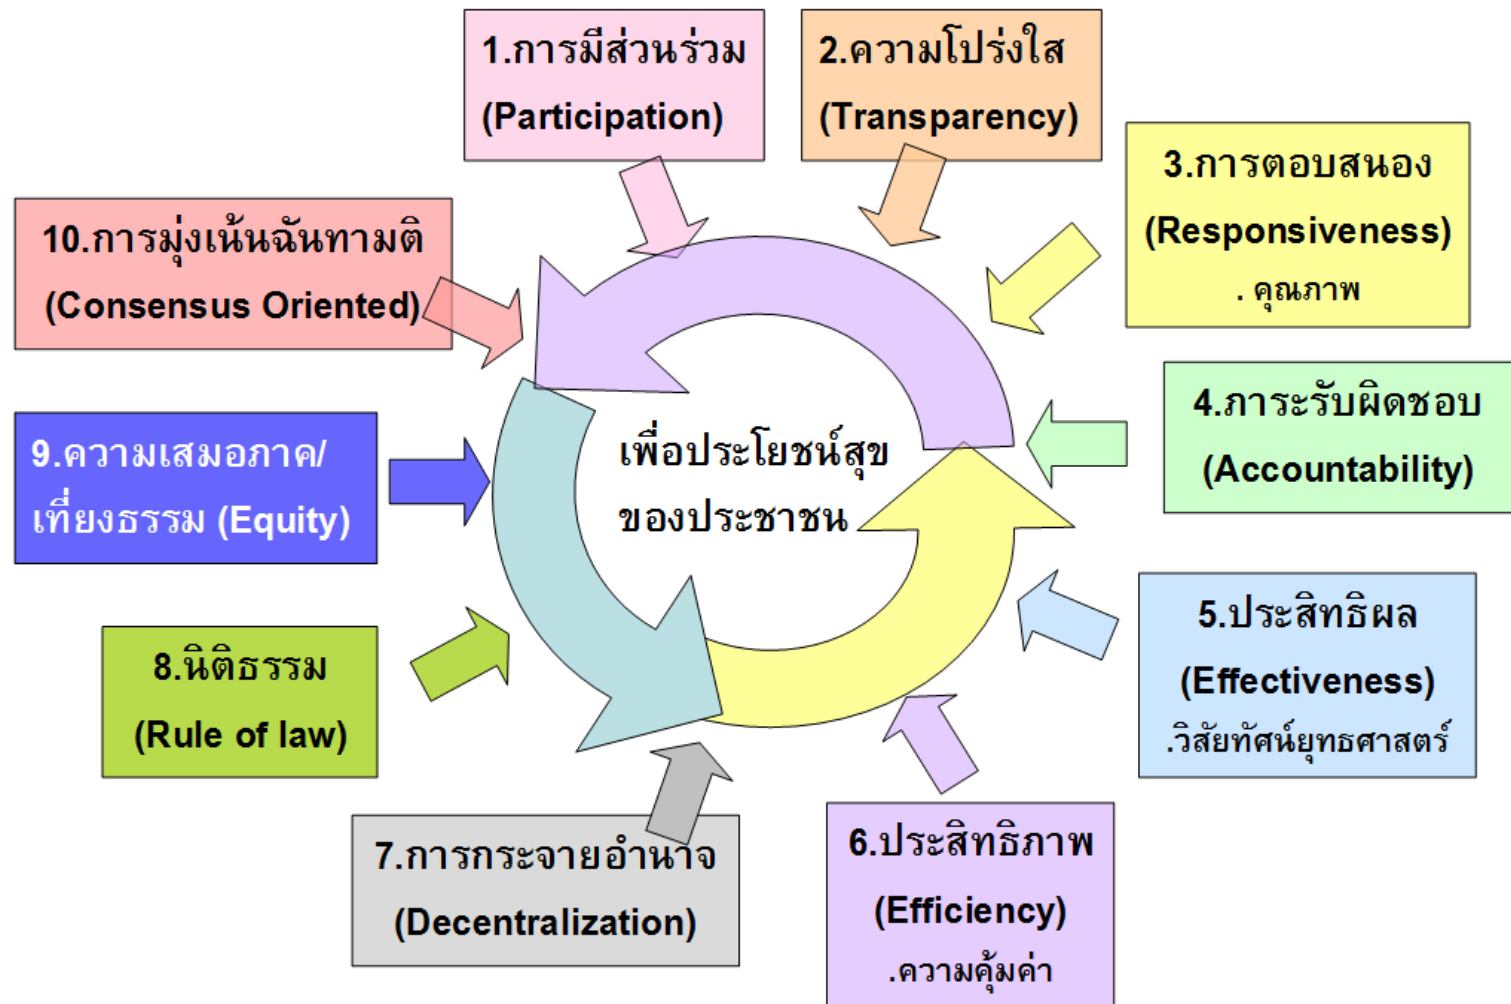 1.การมีส่วนร่วม
(Participation)
2.ความโปร่งใส
(Transparency)
3.การตอบสนอง
(Responsiveness)
. คุณภาพ
4.ภาระรับผิดชอบ
(Accountability)
5.ประสิทธิผล
(Effectiveness)
.วิสัยทัศน์ยุทธศาสตร์
6.ประสิทธิภาพ
(Efficiency)
.ความคุ้มค่า
7.การกระจายอำนาจ
(Decentralization)
8.นิติธรรม
(Rule of law)
9.ความเสมอภาค/
เที่ยงธรรม (Equity)
10.การมุ่งเน้นฉันทามติ
(Consensus Oriented)
เพื่อประโยชน์สุข
ของประชาชน